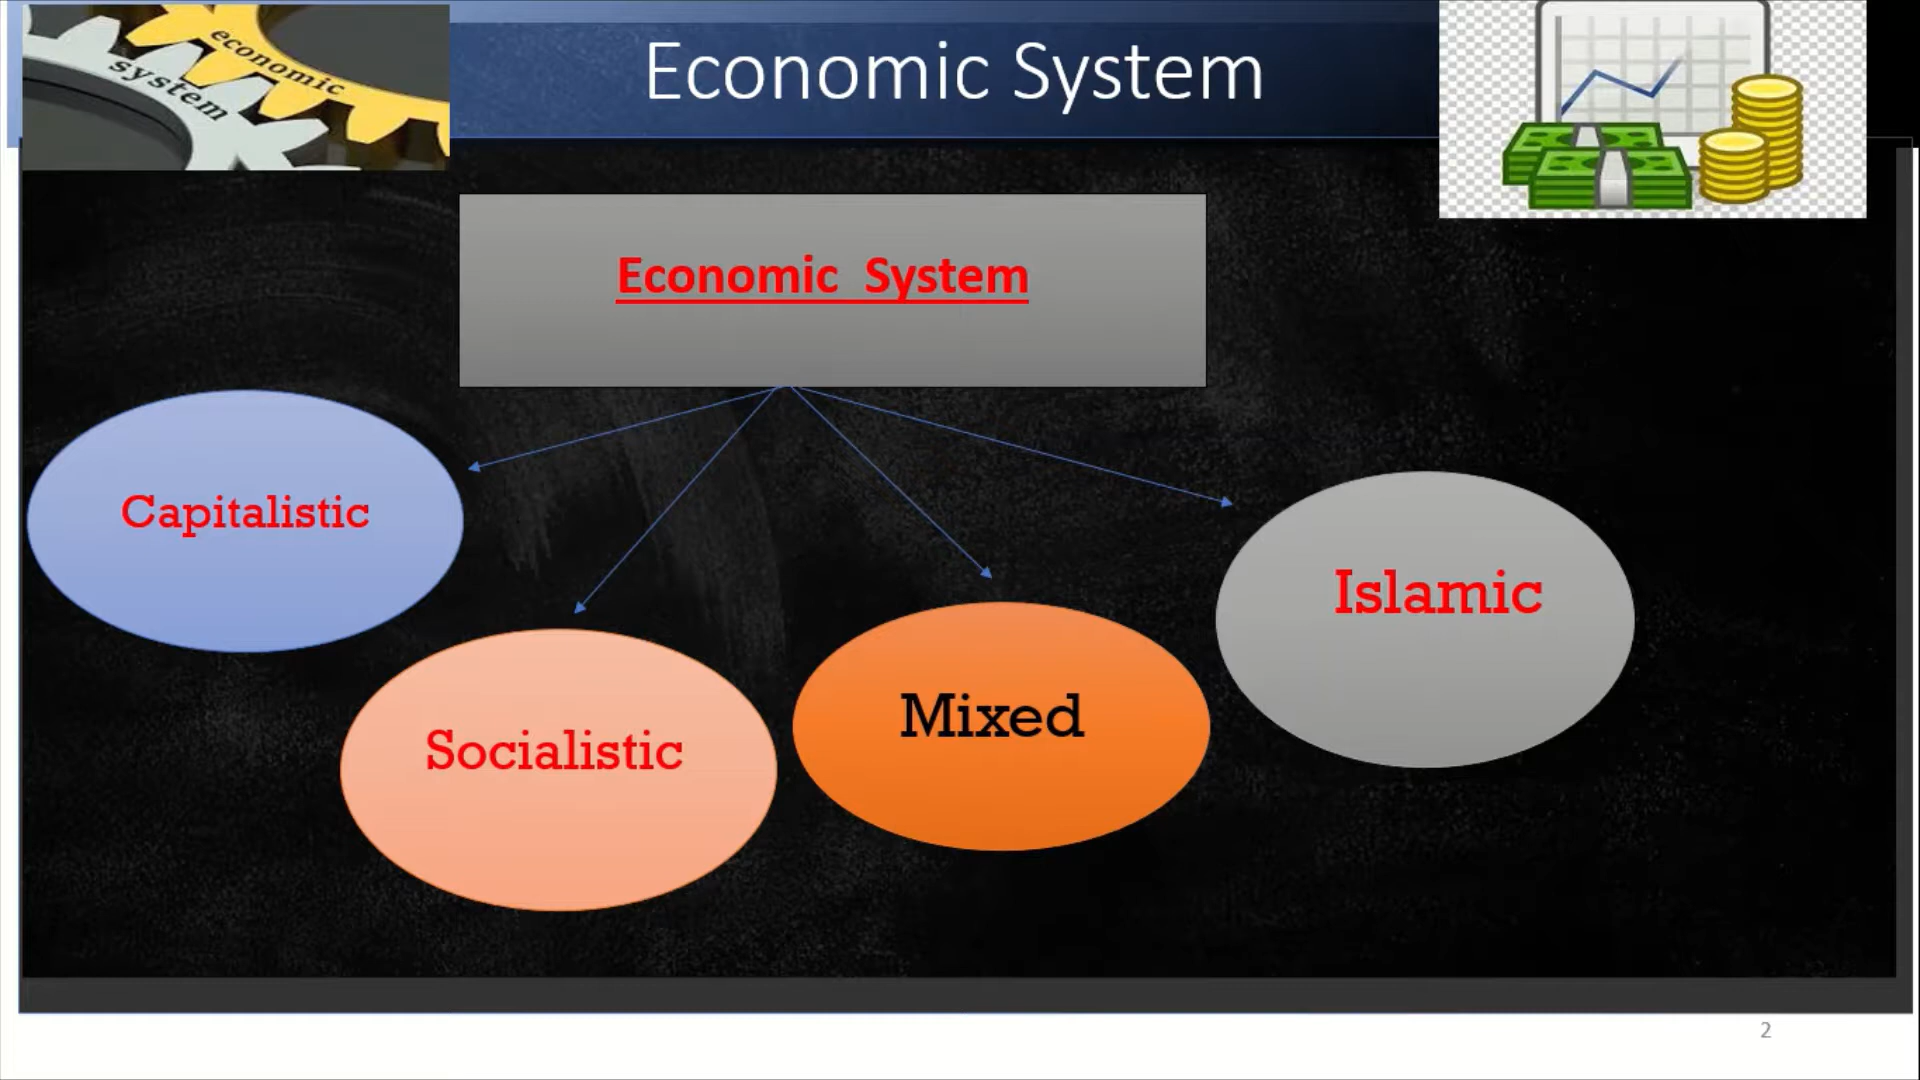 economic
system
Economic System
Economic System
Capitalistic
Islamic
Mixed
Socialistic
2